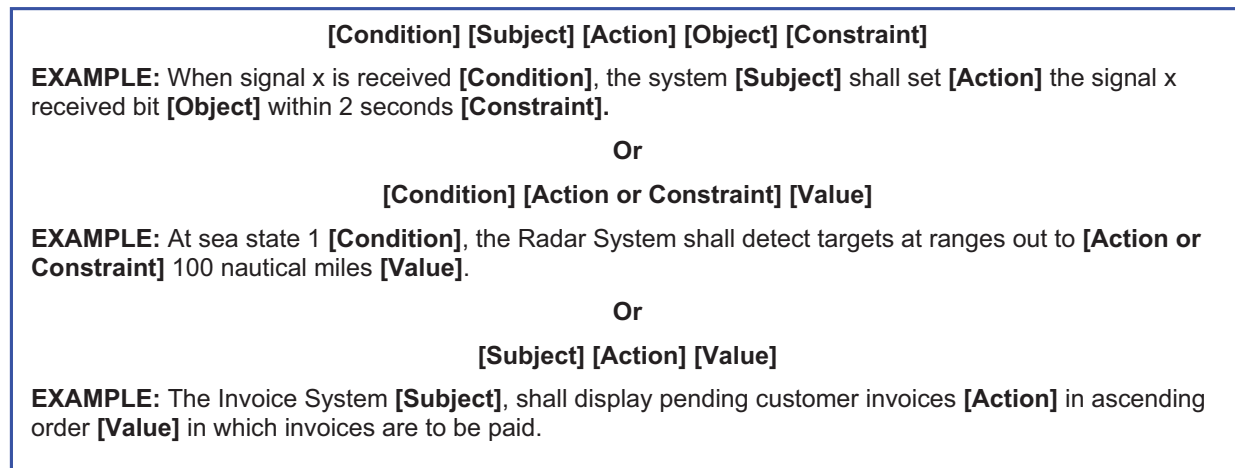 [Condition] [Subject] [Action] [Object] [Constraint]
EXAMPLE: When signal x is received [Condition], the system [Subject] shall set [Action] the signal x
received bit [Object] within 2 seconds [Constraint].
Or
[Condition] [Action or Constraint] [Value]
EXAMPLE: At sea state 1 [Condition], the Radar System shall detect targets at ranges out to [Action or
Constraint] 100 nautical miles [Value].
Or
[Subject] [Action] [Value]
EXAMPLE: The Invoice System [Subject], shall display pending customer invoices [Action] in ascending
order [Value] in which invoices are to be paid.